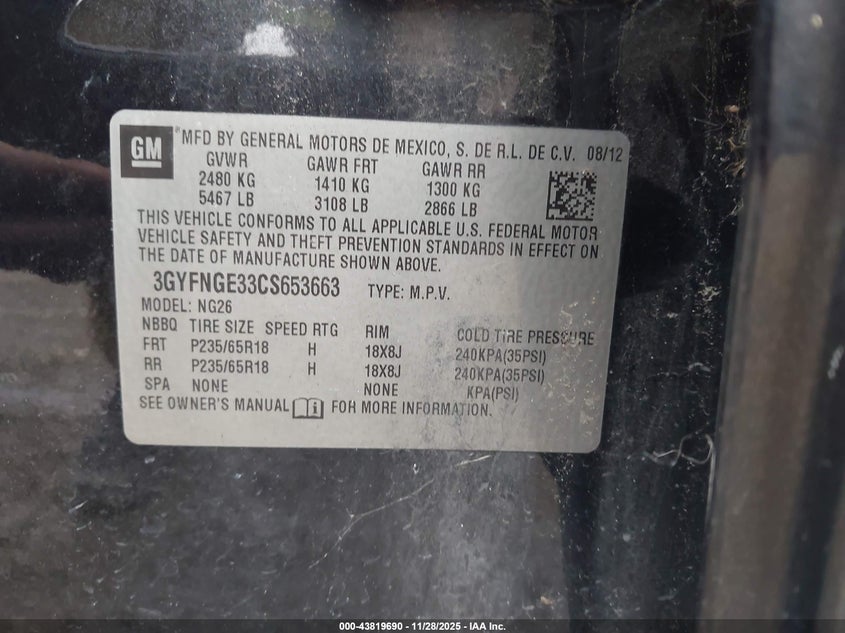 GM
® MFD BY GENERAL MOTORS DE MEXICO, S. DE R.L. DE C.V. 08/12
GVWR GAWR FRT GAWR RR
2480 KG 1410 KG 1300 KG
5467 LB 3108 LB 2866 LB
THIS VEHICLE CONFORMS TO ALL APPLICABLE U.S. FEDERAL MOTOR
VEHICLE SAFETY AND THEFT PREVENTION STANDARDS IN EFFECT ON
THE DATE OF MANUFACTURE SHOWN ABOVE.
3GYFNGE33CS653663 TYPE: M.P.V.
MODEL: NG26
NBBQ TIRE SIZE SPEED RTG RIM COLD TIRE PRESSURE
FRT P235/65R18 H 18X8J 240KPA(35PSI)
RR P235/65R18 H 18X8J 240KPA(35PSI)
SPA NONE NONE KPA(PSI)
SEE OWNER'S MANUAL FOR MORE INFORMATION.
000-43819690 - 11/28/2025 - IAA Inc.